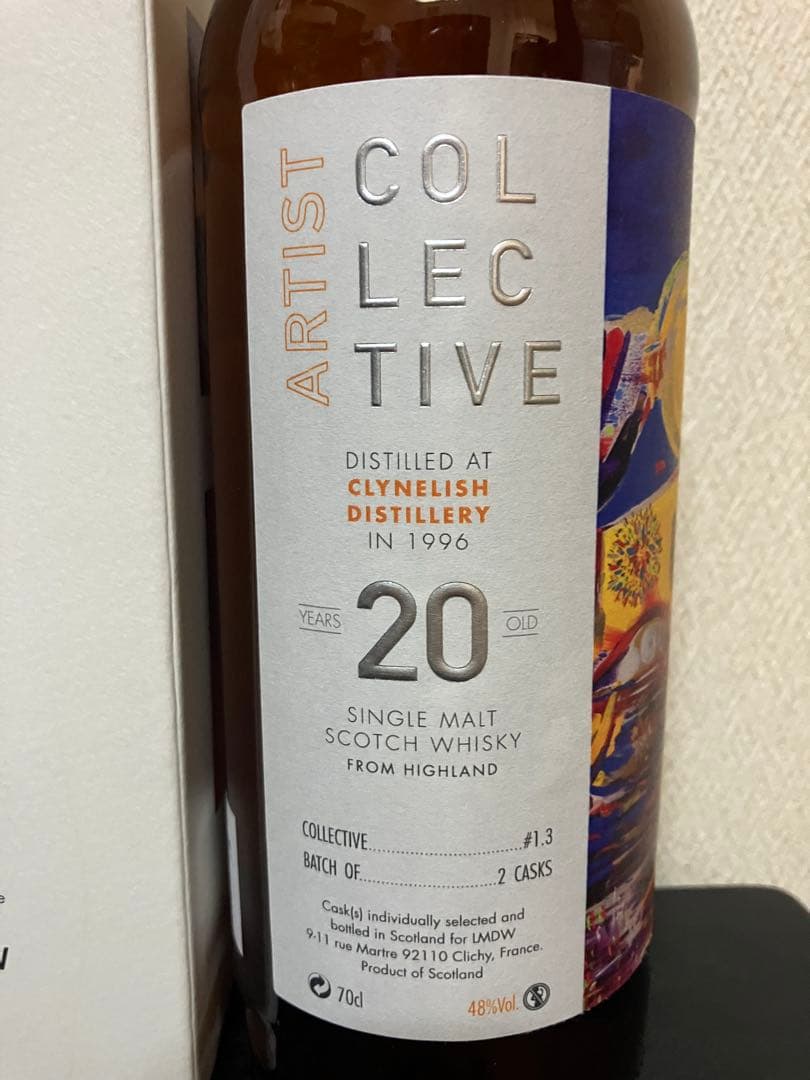 ARTIST
COL
LEC
TIVE
DISTILLED AT
CLYNELISH
DISTILLERY
IN 1996
YEARS 20 OLD
SINGLE MALT
SCOTCH WHISKY
FROM HIGHLAND
COLLECTIVE..............................#1.3
BATCH OF..........................2 CASKS
Cask(s) individually selected and
bottled in Scotland for LMDW
9-11 rue Martre 92110 Clichy, France.
Product of Scotland
70cl 48%Vol.